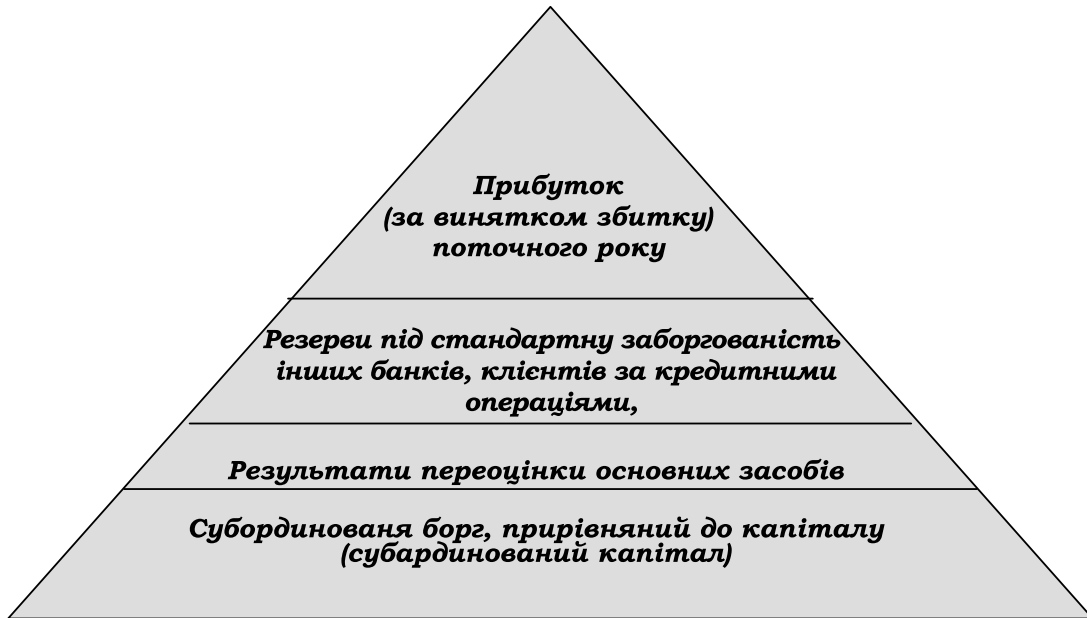 Прибуток
(за винятком збитку)
поточного року
Резерви під стандартну заборгованість
інших банків, клієнтів за кредитними
операціями,
Результати переоцінки основних засобів
Субординованя борг, прирівняний до капіталу
(субардинований капітал)